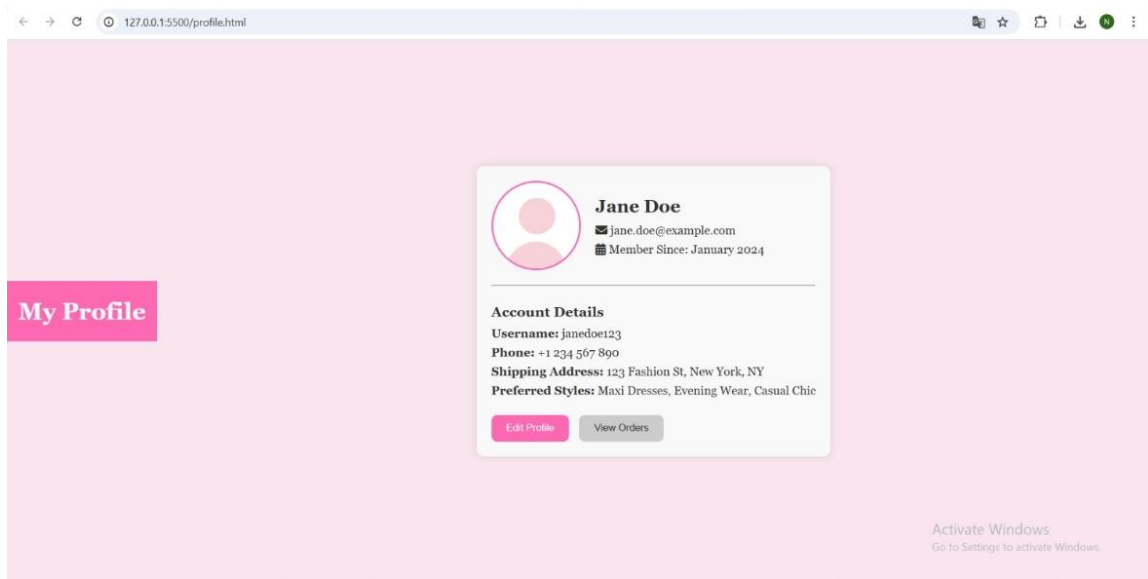 127.0.0.1:5500/profile.html
N
My Profile
Jane Doe
jane.doe@example.com
Member Since: January 2024
Account Details
Username: janedoe123
Phone: +1 234 567 890
Shipping Address: 123 Fashion St, New York, NY
Preferred Styles: Maxi Dresses, Evening Wear, Casual Chic
Edit Profile View Orders
Activate Windows
Go to Settings to activate Windows.